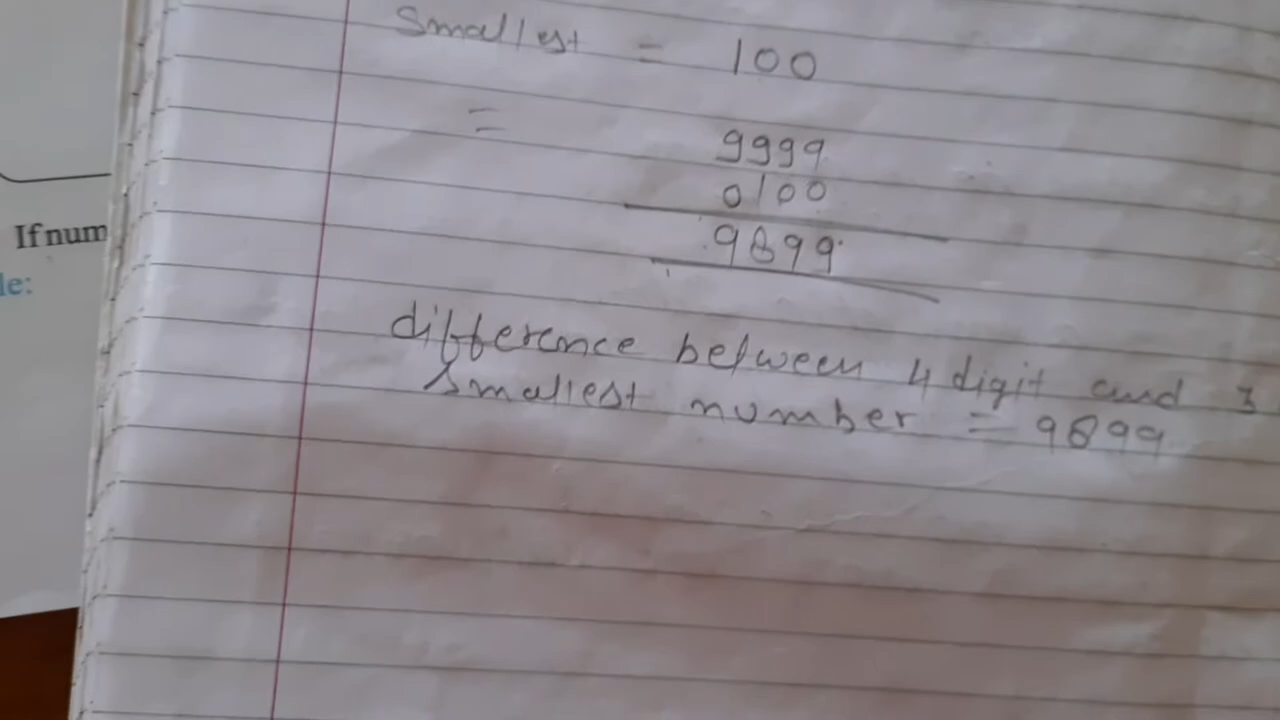 Smallest = 100
=
9999
0100
9899
difference between 4 digit and 3
smallest number = 9899
If num
le: